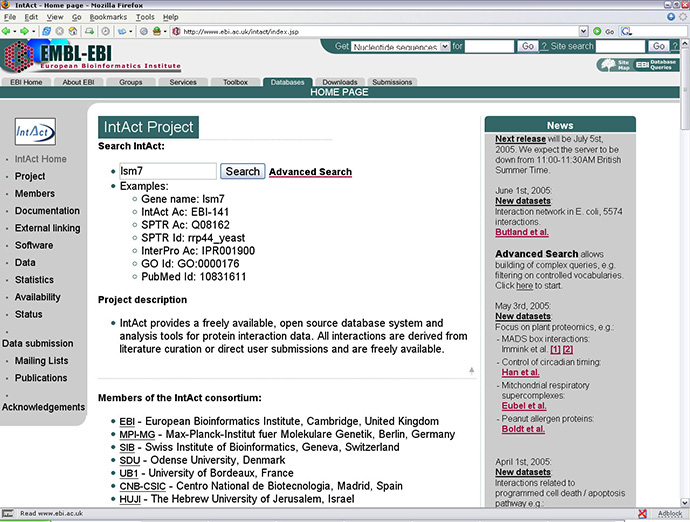 IntAct - Home page - Mozilla Firefox
File Edit View Go Bookmarks Tools Help
http://www.ebi.ac.uk/intact/index.jsp
Go
EMBL-EBI
European Bioinformatics Institute
Get Nucleotide sequences for Go ? Site search Go ?
Site Map EBI Database Queries
EBI Home About EBI Groups Services Toolbox Databases Downloads Submissions
HOME PAGE
IntAct
IntAct Home
Project
Members
Documentation
External linking
Software
Data
Statistics
Availability
Status
Data submission
Mailing Lists
Publications
Acknowledgements
IntAct Project
Search IntAct:
lsm7 Search Advanced Search
Examples:
Gene name: lsm7
IntAct Ac: EBI-141
SPTR Ac: Q08162
SPTR Id: rrp44_yeast
InterPro Ac: IPR001900
GO Id: GO:0000176
PubMed Id: 10831611
Project description
IntAct provides a freely available, open source database system and
analysis tools for protein interaction data. All interactions are derived from
literature curation or direct user submissions and are freely available.
Members of the IntAct consortium:
EBI - European Bioinformatics Institute, Cambridge, United Kingdom
MPI-MG - Max-Planck-Institut fuer Molekulare Genetik, Berlin, Germany
SIB - Swiss Institute of Bioinformatics, Geneva, Switzerland
SDU - Odense University, Denmark
UB1 - University of Bordeaux, France
CNB-CSIC - Centro National de Biotecnologia, Madrid, Spain
HUJI - The Hebrew University of Jerusalem, Israel
News
Next release will be July 5st,
2005. We expect the server to be
down from 11:00-11:30AM British
Summer Time.
June 1st, 2005:
New datasets:
Interaction network in E. coli, 5574
interactions.
Butland et al.
Advanced Search allows
building of complex queries, e.g.
filtering on controlled vocabularies.
Click here to start.
May 3rd, 2005:
New datasets:
Focus on plant proteomics, e.g.:
- MADS box interactions:
Immink et al. [1] [2]
- Control of circadian timing:
Han et al.
- Mitchondrial respiratory
supercomplexes:
Eubel et al.
- Peanut allergen proteins:
Boldt et al.
April 1st, 2005:
New datasets:
Interactions related to
programmed cell death / apoptosis
pathway e.g.:
Read www.ebi.ac.uk
Adblock